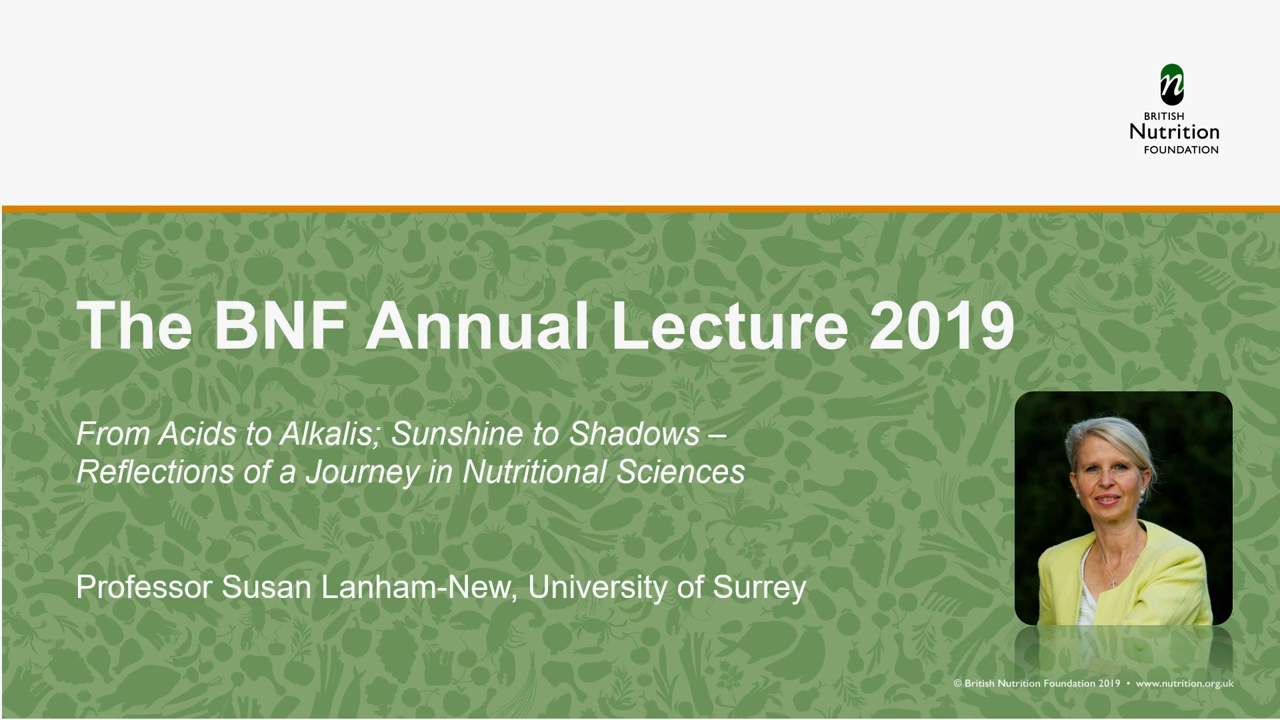 BRITISH
Nutrition
FOUNDATION
The BNF Annual Lecture 2019
From Acids to Alkalis; Sunshine to Shadows –
Reflections of a Journey in Nutritional Sciences
Professor Susan Lanham-New, University of Surrey
© British Nutrition Foundation 2019 • www.nutrition.org.uk